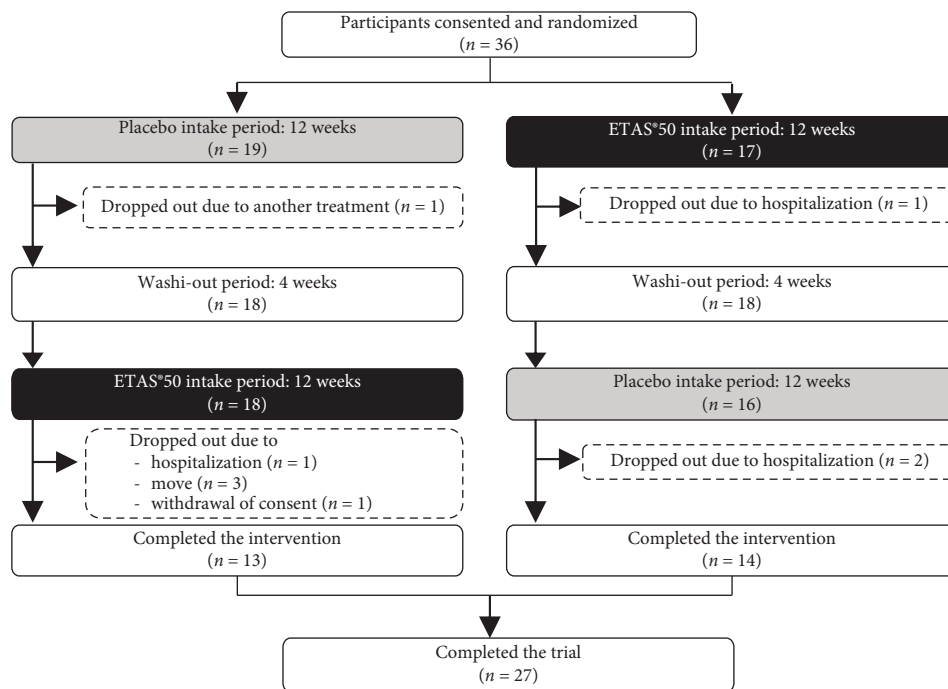 Participants consented and randomized
(n = 36)
Placebo intake period: 12 weeks
(n = 19)
Dropped out due to another treatment (n = 1)
Washi-out period: 4 weeks
(n = 18)
ETAS®50 intake period: 12 weeks
(n = 18)
Dropped out due to
- hospitalization (n = 1)
- move (n = 3)
- withdrawal of consent (n = 1)
Completed the intervention
(n = 13)
ETAS®50 intake period: 12 weeks
(n = 17)
Dropped out due to hospitalization (n = 1)
Washi-out period: 4 weeks
(n = 18)
Placebo intake period: 12 weeks
(n = 16)
Dropped out due to hospitalization (n = 2)
Completed the intervention
(n = 14)
Completed the trial
(n = 27)